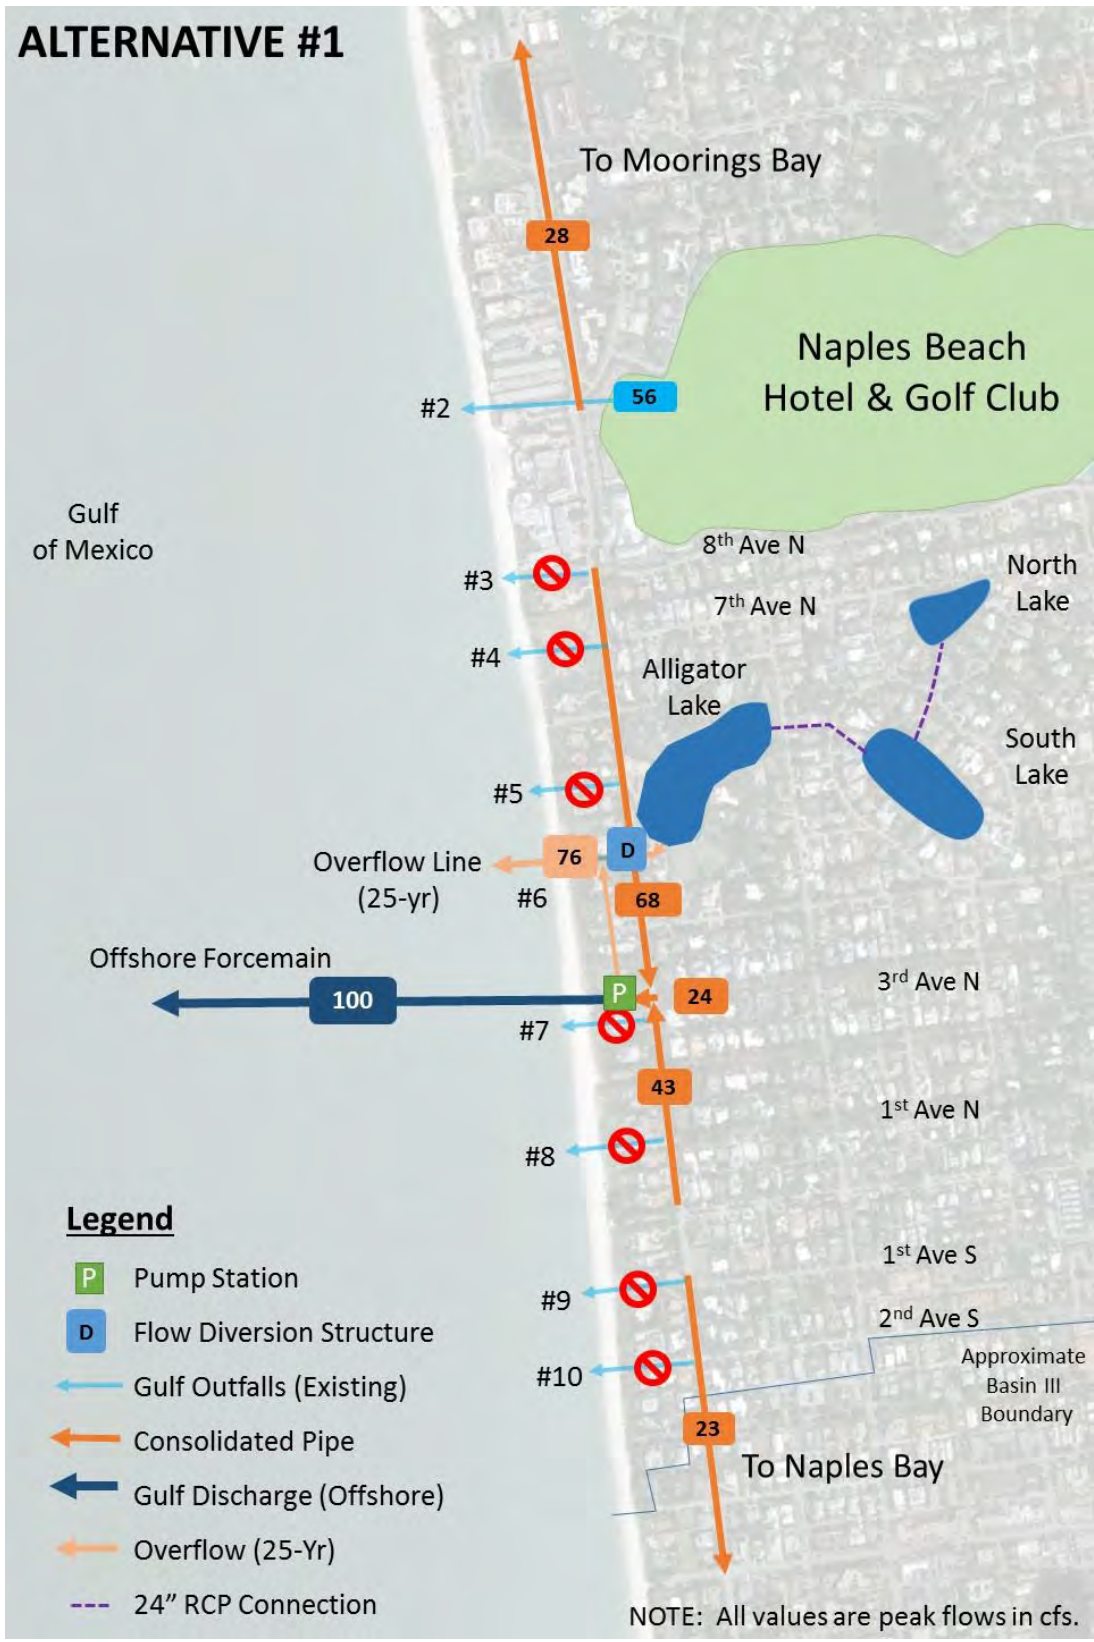 ALTERNATIVE #1
To Moorings Bay
28
Naples Beach
Hotel & Golf Club
56
#2
Gulf
of Mexico
8th Ave N
North
Lake
#3
7th Ave N
#4
Alligator
Lake
South
Lake
#5
D
76
Overflow Line
(25-yr)
#6
68
Offshore Forcemain
100
P
24
3rd Ave N
#7
43
1st Ave N
#8
Legend
P Pump Station
D Flow Diversion Structure
Gulf Outfalls (Existing)
Consolidated Pipe
Gulf Discharge (Offshore)
Overflow (25-Yr)
24” RCP Connection
1st Ave S
#9
2nd Ave S
Approximate
Basin III
Boundary
#10
23
To Naples Bay
NOTE: All values are peak flows in cfs.